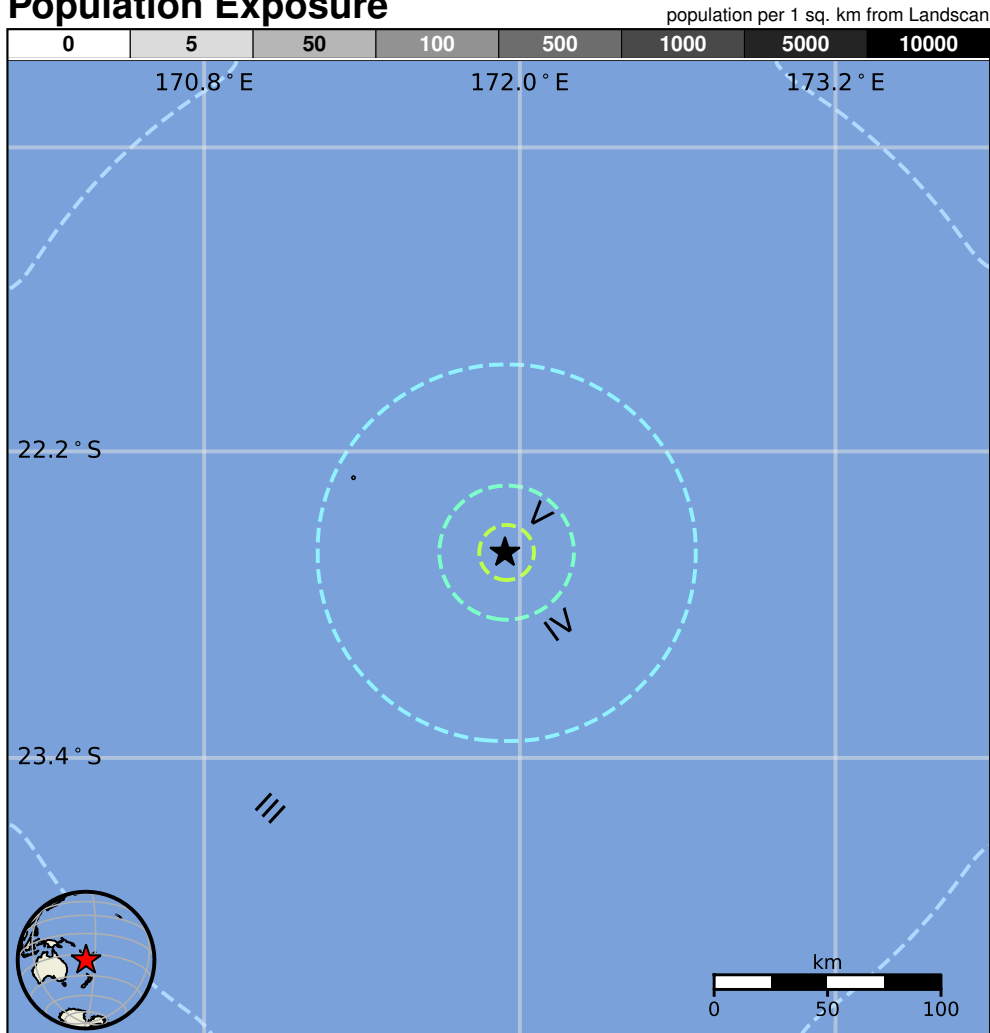 Population Exposure
population per 1 sq. km from Landscan
0 5 50 100 500 1000 5000 10000
170.8°E 172.0°E 173.2°E
22.2°S
V
IV
23.4°S
III
km
0 50 100